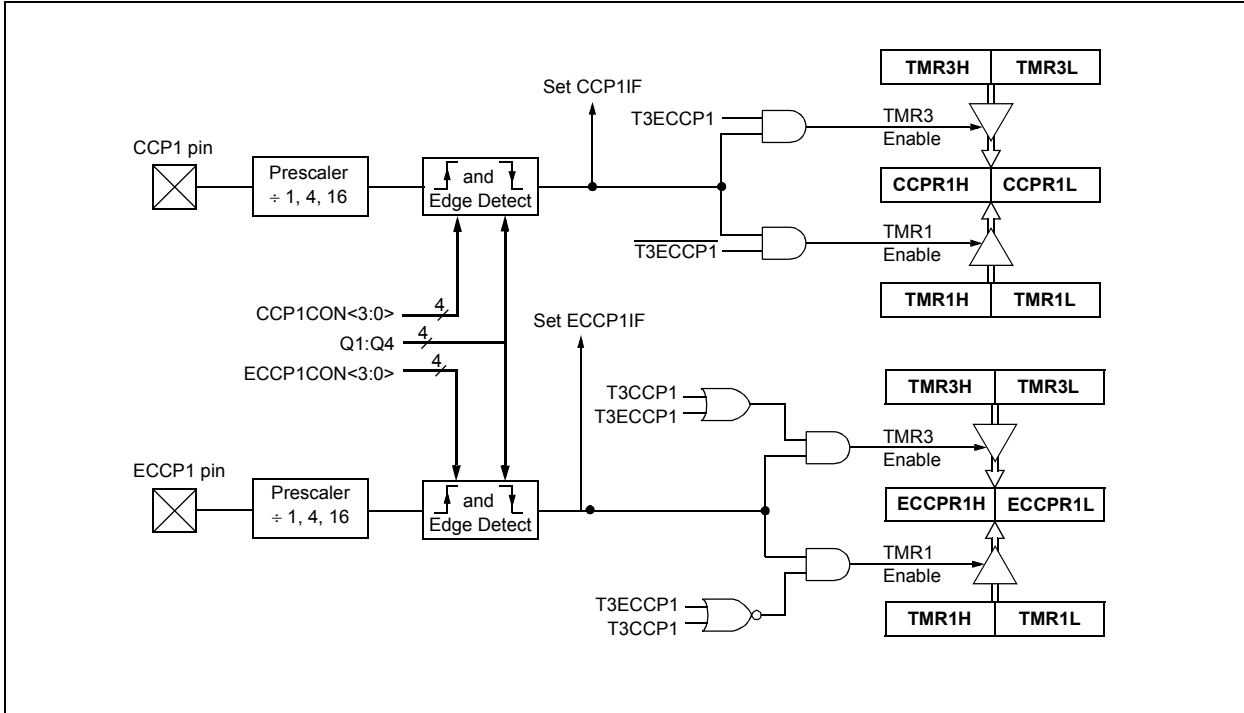 TMR3H TMR3L
Set CCP1IF
T3ECCP1
TMR3
Enable
CCP1 pin
Prescaler
÷ 1, 4, 16
and
Edge Detect
CCPR1H CCPR1L
T3ECCP1
TMR1
Enable
TMR1H TMR1L
CCP1CON<3:0> 4
Q1:Q4 4
ECCP1CON<3:0> 4
Set ECCP1IF
TMR3H TMR3L
T3CCP1
T3ECCP1
TMR3
Enable
ECCP1 pin
Prescaler
÷ 1, 4, 16
and
Edge Detect
ECCPR1H ECCPR1L
TMR1
Enable
T3ECCP1
T3CCP1
TMR1H TMR1L